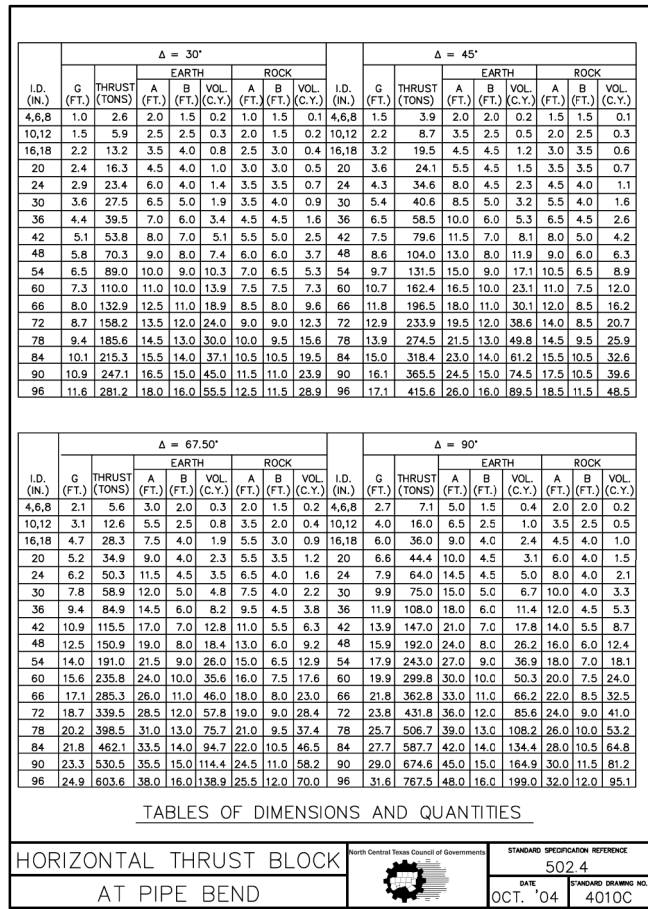 Δ = 30° Δ = 45°
EARTH ROCK EARTH ROCK
I.D. (IN.) G (FT.) THRUST (TONS) A (FT.) B (FT.) VOL. (C.Y.) A (FT.) B (FT.) VOL. (C.Y.) I.D. (IN.) G (FT.) THRUST (TONS) A (FT.) B (FT.) VOL. (C.Y.) A (FT.) B (FT.) VOL. (C.Y.)
4,6,8 1.0 2.6 2.0 1.5 0.2 1.0 1.5 0.1 4,6,8 1.5 3.9 2.0 2.0 0.2 1.5 1.5 0.1
10,12 1.5 5.9 2.5 2.5 0.3 2.0 1.5 0.2 10,12 2.2 8.7 3.5 2.5 0.5 2.0 2.5 0.3
16,18 2.2 13.2 3.5 4.0 0.8 2.5 3.0 0.4 16,18 3.2 19.5 4.5 4.5 1.2 3.0 3.5 0.6
20 2.4 16.3 4.5 4.0 1.0 3.0 3.0 0.5 20 3.6 24.1 5.5 4.5 1.5 3.5 3.5 0.7
24 2.9 23.4 6.0 4.0 1.4 3.5 3.5 0.7 24 4.3 34.6 8.0 4.5 2.3 4.5 4.0 1.1
30 3.6 27.5 6.5 5.0 1.9 3.5 4.0 0.9 30 5.4 40.6 8.5 5.0 3.2 5.5 4.0 1.6
36 4.4 39.5 7.0 6.0 3.4 4.5 4.5 1.6 36 6.5 58.5 10.0 6.0 5.3 6.5 4.5 2.6
42 5.1 53.8 8.0 7.0 5.1 5.5 5.0 2.5 42 7.5 79.6 11.5 7.0 8.1 8.0 5.0 4.2
48 5.8 70.3 9.0 8.0 7.4 6.0 6.0 3.7 48 8.6 104.0 13.0 8.0 11.9 9.0 6.0 6.3
54 6.5 89.0 10.0 9.0 10.3 7.0 6.5 5.3 54 9.7 131.5 15.0 9.0 17.1 10.5 6.5 8.9
60 7.3 110.0 11.0 10.0 13.9 7.5 7.5 7.3 60 10.7 162.4 16.5 10.0 23.1 11.0 7.5 12.0
66 8.0 132.9 12.5 11.0 18.9 8.5 8.0 9.6 66 11.8 196.5 18.0 11.0 30.1 12.0 8.5 16.2
72 8.7 158.2 13.5 12.0 24.0 9.0 9.0 12.3 72 12.9 233.9 19.5 12.0 38.6 14.0 8.5 20.7
78 9.4 185.6 14.5 13.0 30.0 10.0 9.5 15.6 78 13.9 274.5 21.5 13.0 49.8 14.5 9.5 25.9
84 10.1 215.3 15.5 14.0 37.1 10.5 10.5 19.5 84 15.0 318.4 23.0 14.0 61.2 15.5 10.5 32.6
90 10.9 247.1 16.5 15.0 45.0 11.5 11.0 23.9 90 16.1 365.5 24.5 15.0 74.5 17.5 10.5 39.6
96 11.6 281.2 18.0 16.0 55.5 12.5 11.5 28.9 96 17.1 415.6 26.0 16.0 89.5 18.5 11.5 48.5
Δ = 67.50° Δ = 90°
EARTH ROCK EARTH ROCK
I.D. (IN.) G (FT.) THRUST (TONS) A (FT.) B (FT.) VOL. (C.Y.) A (FT.) B (FT.) VOL. (C.Y.) I.D. (IN.) G (FT.) THRUST (TONS) A (FT.) B (FT.) VOL. (C.Y.) A (FT.) B (FT.) VOL. (C.Y.)
4,6,8 2.1 5.6 3.0 2.0 0.3 2.0 1.5 0.2 4,6,8 2.7 7.1 5.0 1.5 0.4 2.0 2.0 0.2
10,12 3.1 12.6 5.5 2.5 0.8 3.5 2.0 0.4 10,12 4.0 16.0 6.5 2.5 1.0 3.5 2.5 0.5
16,18 4.7 28.3 7.5 4.0 1.9 5.5 3.0 0.9 16,18 6.0 36.0 9.0 4.0 2.4 4.5 4.0 1.0
20 5.2 34.9 9.0 4.0 2.3 5.5 3.5 1.2 20 6.6 44.4 10.0 4.5 3.1 6.0 4.0 1.5
24 6.2 50.3 11.5 4.5 3.5 6.5 4.0 1.6 24 7.9 64.0 14.5 4.5 5.0 8.0 4.0 2.1
30 7.8 58.9 12.0 5.0 4.8 7.5 4.0 2.2 30 9.9 75.0 15.0 5.0 6.7 10.0 4.0 3.3
36 9.4 84.9 14.5 6.0 8.2 9.5 4.5 3.8 36 11.9 108.0 18.0 6.0 11.4 12.0 4.5 5.3
42 10.9 115.5 17.0 7.0 12.8 11.0 5.5 6.3 42 13.9 147.0 21.0 7.0 17.8 14.0 5.5 8.7
48 12.5 150.9 19.0 8.0 18.4 13.0 6.0 9.2 48 15.9 192.0 24.0 8.0 26.2 16.0 6.0 12.4
54 14.0 191.0 21.5 9.0 26.0 15.5 6.5 12.9 54 17.9 243.0 27.0 9.0 36.9 18.0 7.0 18.1
60 15.6 235.8 24.0 10.0 35.6 16.0 7.5 17.6 60 19.9 299.8 30.0 10.0 50.3 20.0 7.5 24.0
66 17.1 285.3 26.0 11.0 46.0 18.0 8.0 23.0 66 21.8 362.8 33.0 11.0 66.2 22.0 8.5 32.5
72 18.7 339.5 28.5 12.0 57.8 19.0 9.0 28.4 72 23.8 431.8 36.0 12.0 85.6 24.0 9.0 41.0
78 20.2 398.5 31.0 13.0 75.7 21.0 9.5 37.4 78 25.7 506.7 39.0 13.0 108.2 26.0 10.0 53.2
84 21.8 462.1 33.5 14.0 94.7 22.0 10.5 46.5 84 27.7 587.7 42.0 14.0 134.4 28.0 10.5 64.8
90 23.3 530.5 35.5 15.0 114.4 24.5 11.0 58.2 90 29.0 674.6 45.0 15.0 164.9 30.0 11.5 81.2
96 24.9 603.6 38.0 16.0 138.9 25.5 12.0 70.0 96 31.6 767.5 48.0 16.0 199.0 32.0 12.0 95.1
TABLES OF DIMENSIONS AND QUANTITIES
HORIZONTAL THRUST BLOCK
AT PIPE BEND
North Central Texas Council of Governments
STANDARD SPECIFICATION REFERENCE
502.4
DATE STANDARD DRAWING NO.
OCT. '04 4010C